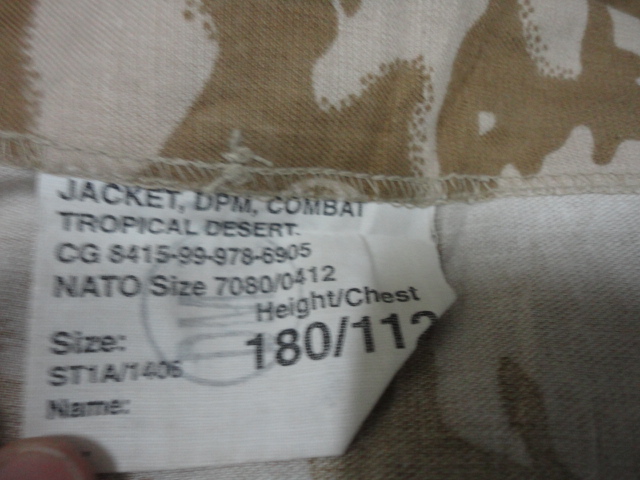 JACKET, DPM, COMBAT
TROPICAL DESERT.
CG 8415-99-978-6905
NATO Size 7080/0412
Height/Chest
Size: 180/112
ST1A/1406
Name: